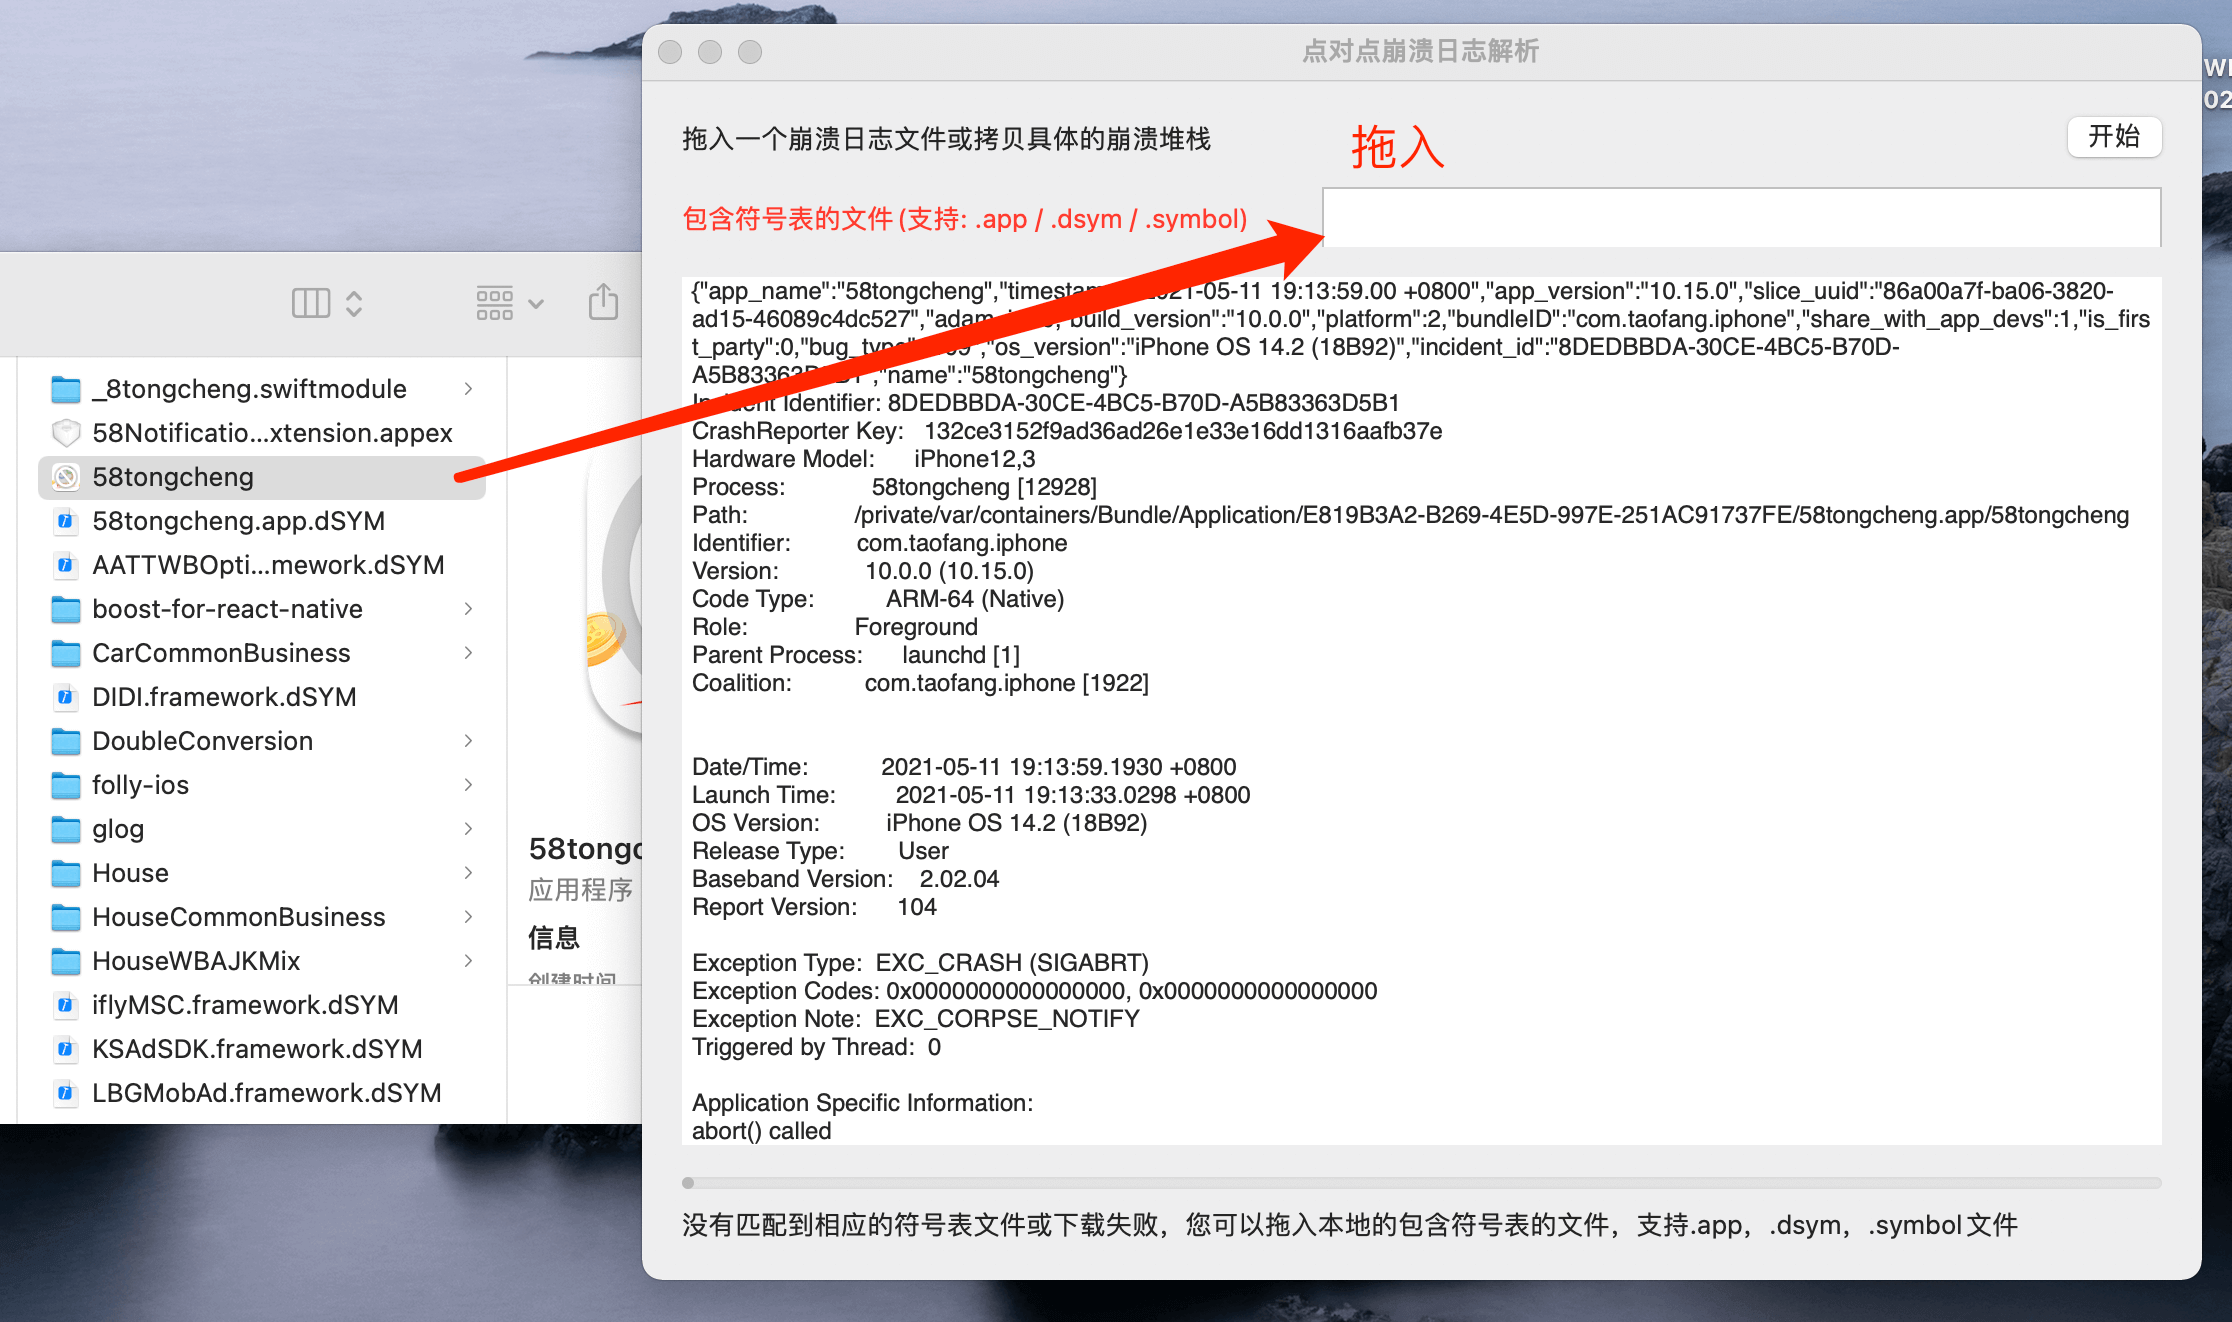 点对点崩溃日志解析
WI
02
拖入一个崩溃日志文件或拷贝具体的崩溃堆栈
拖入
开始
包含符号表的文件(支持: .app / .dsym / .symbol)
_8tongcheng.swiftmodule
58Notificatio...xtension.appex
58tongcheng
58tongcheng.app.dSYM
AATTWBOpti...mework.dSYM
boost-for-react-native
CarCommonBusiness
DIDI.framework.dSYM
DoubleConversion
folly-ios
glog
House
HouseCommonBusiness
HouseWBAJKMix
iflyMSC.framework.dSYM
KSAdSDK.framework.dSYM
LBGMobAd.framework.dSYM
58tongc
应用程序
信息
创建时间
{"app_name":"58tongcheng","timestam 2021-05-11 19:13:59.00 +0800","app_version":"10.15.0","slice_uuid":"86a00a7f-ba06-3820-
ad15-46089c4dc527","adam build_version":"10.0.0","platform":2,"bundleID":"com.taofang.iphone","share_with_app_devs":1,"is_firs
t_party":0,"bug_type ,"os_version":"iPhone OS 14.2 (18B92)","incident_id":"8DEDBBDA-30CE-4BC5-B70D-
A5B83363D5B1","name":"58tongcheng"}
Incident Identifier: 8DEDBBDA-30CE-4BC5-B70D-A5B83363D5B1
CrashReporter Key: 132ce3152f9ad36ad26e1e33e16dd1316aafb37e
Hardware Model: iPhone12,3
Process: 58tongcheng [12928]
Path: /private/var/containers/Bundle/Application/E819B3A2-B269-4E5D-997E-251AC91737FE/58tongcheng.app/58tongcheng
Identifier: com.taofang.iphone
Version: 10.0.0 (10.15.0)
Code Type: ARM-64 (Native)
Role: Foreground
Parent Process: launchd [1]
Coalition: com.taofang.iphone [1922]
Date/Time: 2021-05-11 19:13:59.1930 +0800
Launch Time: 2021-05-11 19:13:33.0298 +0800
OS Version: iPhone OS 14.2 (18B92)
Release Type: User
Baseband Version: 2.02.04
Report Version: 104
Exception Type: EXC_CRASH (SIGABRT)
Exception Codes: 0x0000000000000000, 0x0000000000000000
Exception Note: EXC_CORPSE_NOTIFY
Triggered by Thread: 0
Application Specific Information:
abort() called
没有匹配到相应的符号表文件或下载失败，您可以拖入本地的包含符号表的文件，支持.app，.dsym，.symbol文件